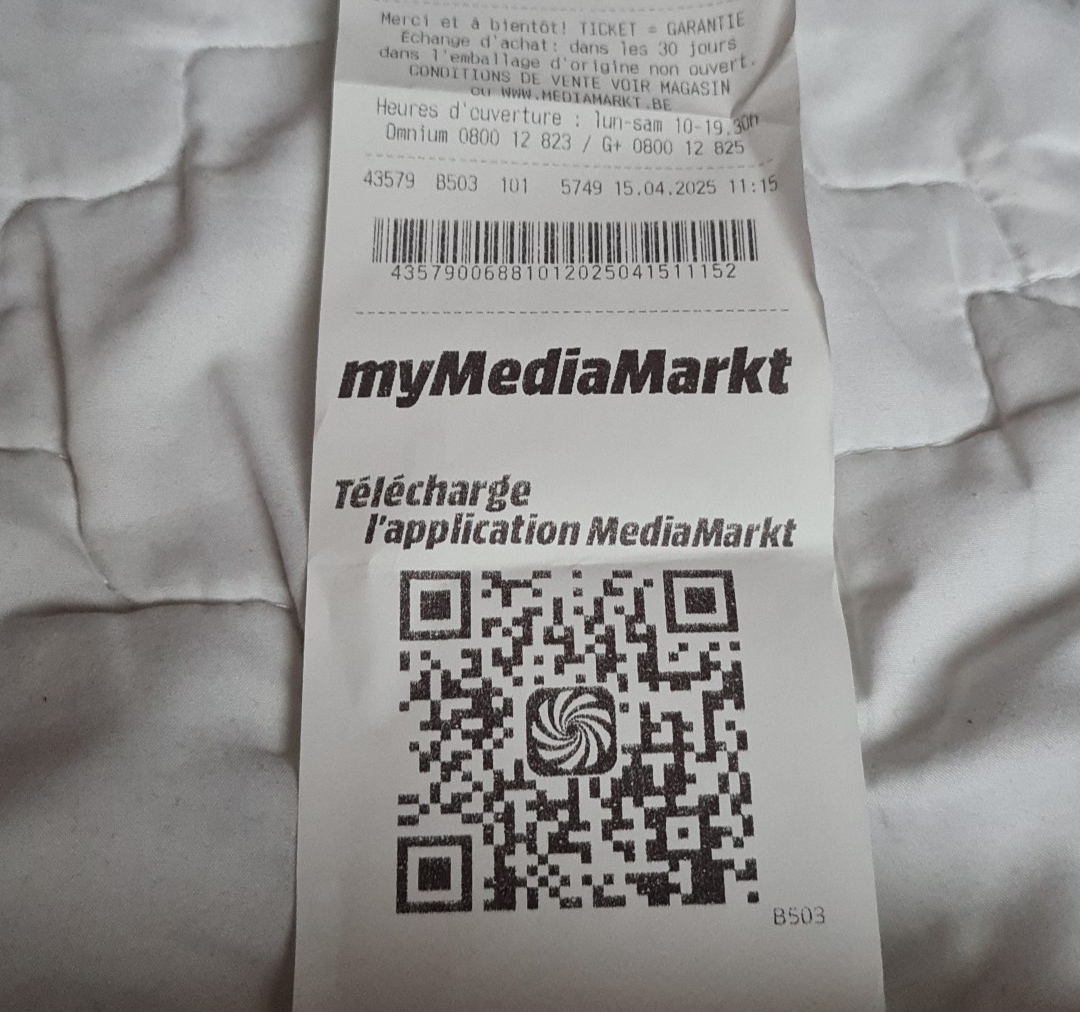 Merci et à bientôt! TICKET = GARANTIE
Échange d'achat: dans les 30 jours
dans l'emballage d'origine non ouvert.
CONDITIONS DE VENTE VOIR MAGASIN
ou WWW.MEDIAMARKT.BE
Heures d'ouverture : lun-sam 10-19.30h
Omnium 0800 12 823 / G+ 0800 12 825
43579 B503 101 5749 15.04.2025 11:15
43579006881012025041511152
myMediaMarkt
Télécharge
l'application MediaMarkt
B503